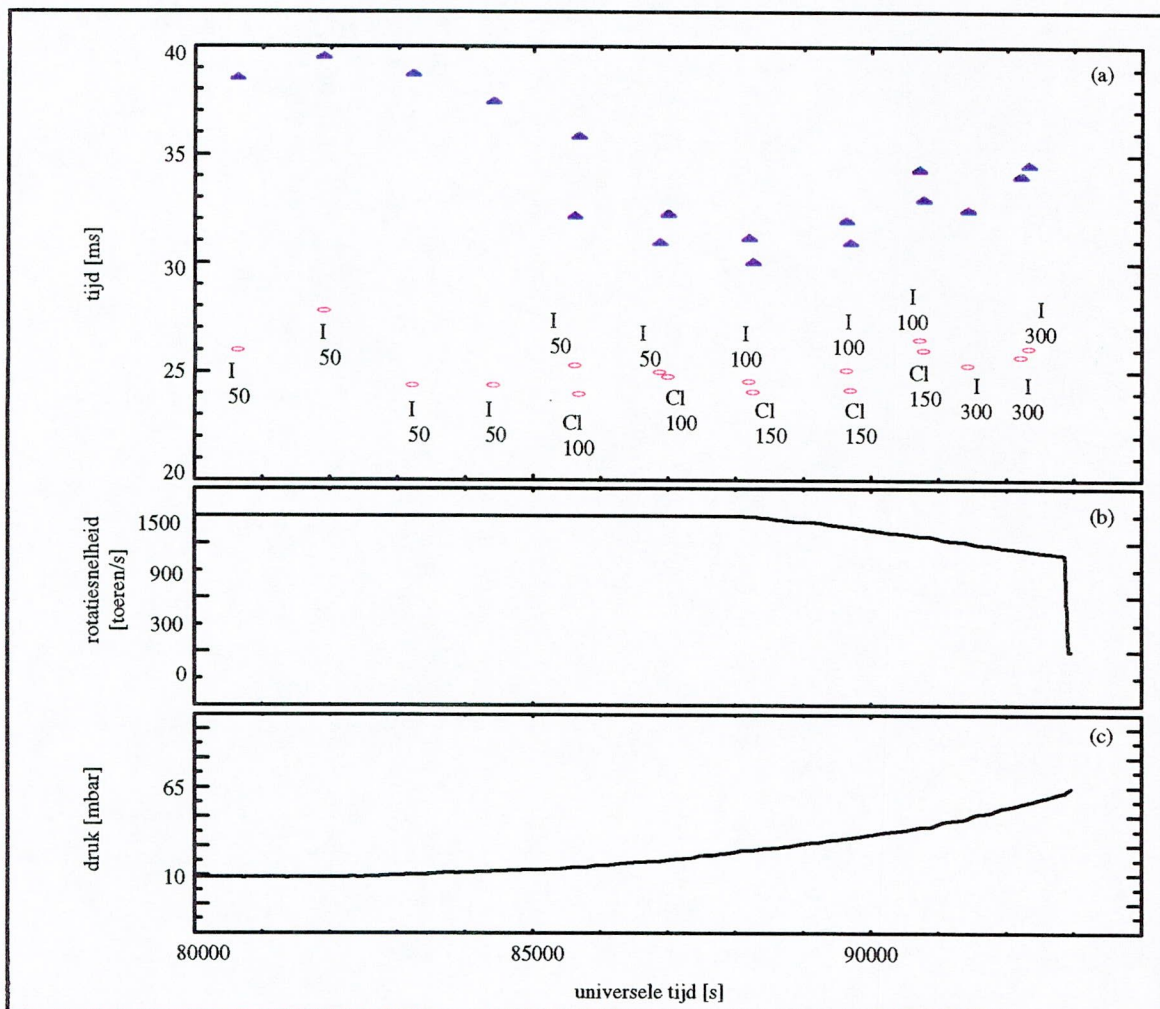 (a)
40
35
30
25
20
tijd [ms]
I
50
I
50
I
50
I
50
I
50
Cl
100
I
50
Cl
100
I
100
Cl
150
I
100
Cl
150
I
100
Cl
150
I
300
I
300
I
300
(b)
1500
900
300
0
rotatiesnelheid
[toeren/s]
(c)
65
10
druk [mbar]
80000
85000
90000
universele tijd [s]